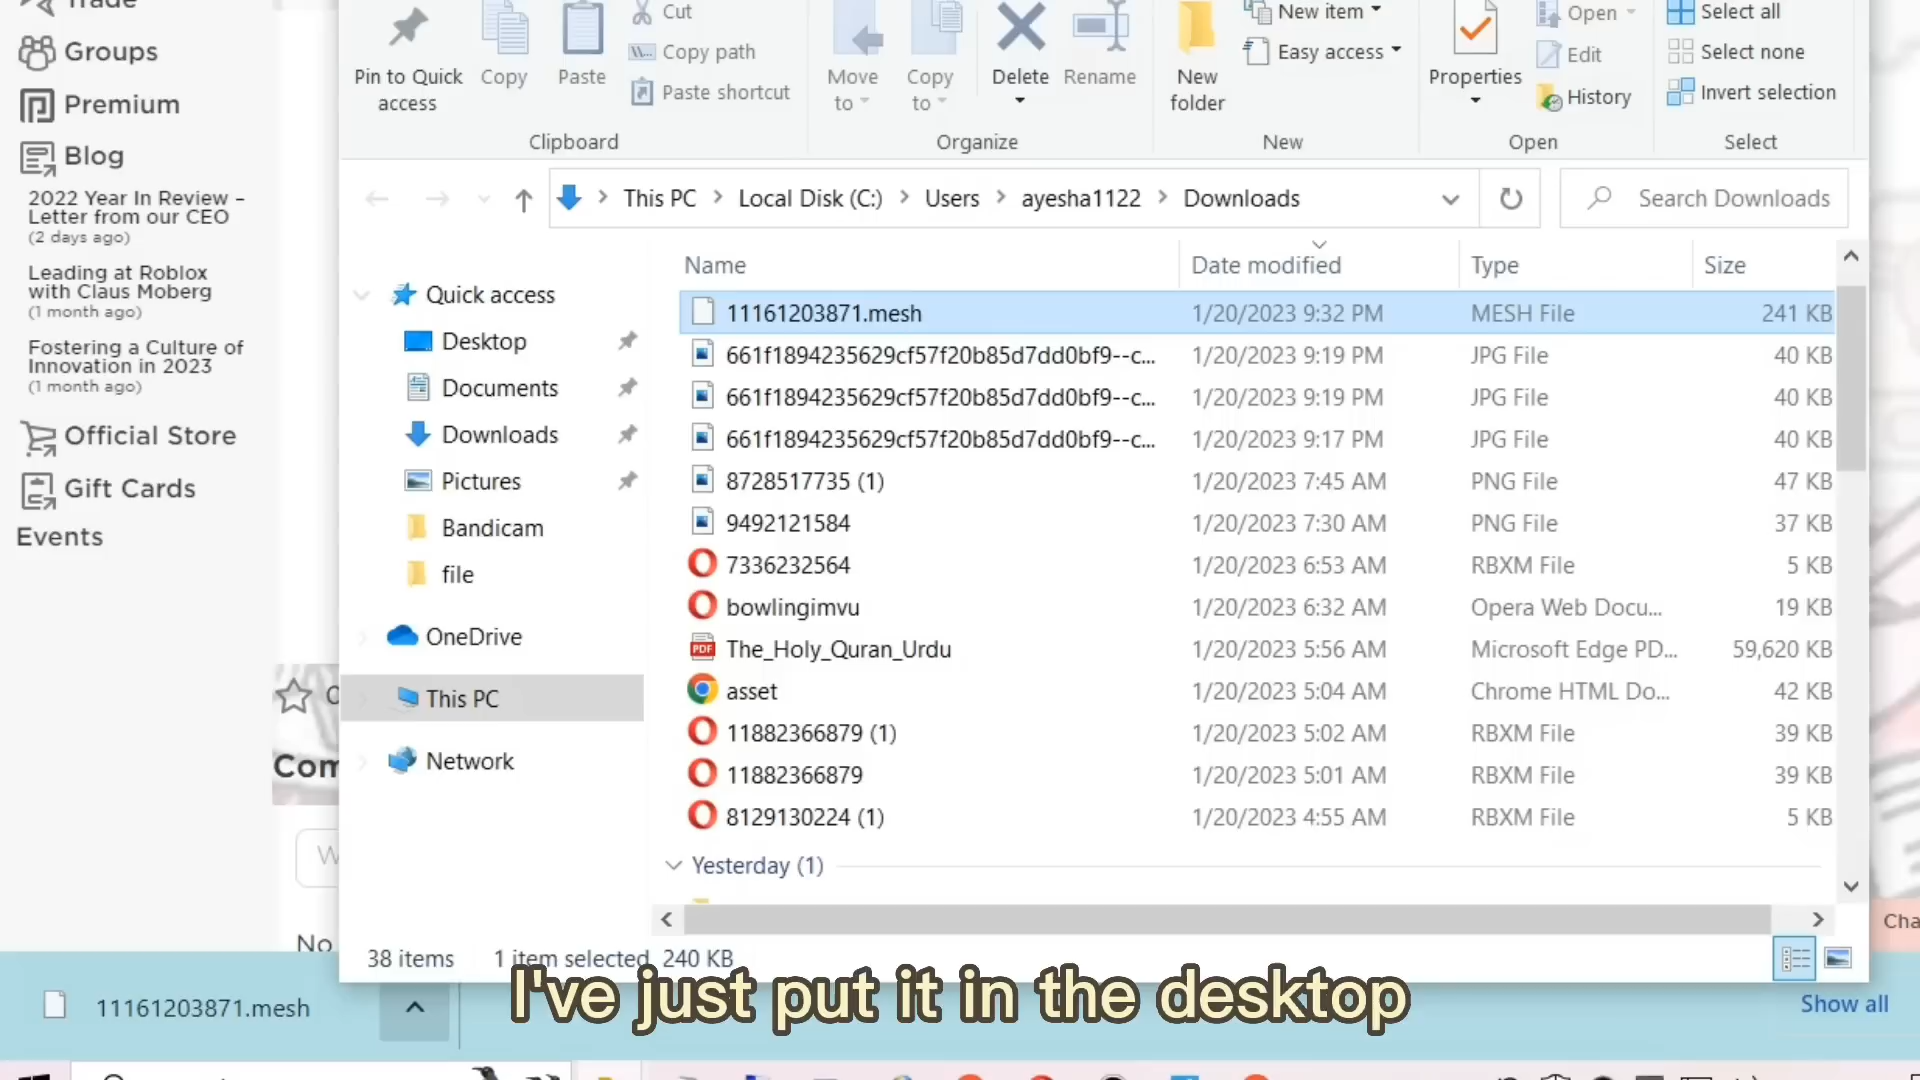 Trade
Groups
Premium
Blog
2022 Year In Review –
Letter from our CEO
(2 days ago)
Leading at Roblox
with Claus Moberg
(1 month ago)
Fostering a Culture of
Innovation in 2023
(1 month ago)
Official Store
Gift Cards
Events
Pin to Quick
access
Copy
Paste
Cut
Copy path
Paste shortcut
Clipboard
Move
to
Copy
to
Delete
Rename
Organize
New
folder
New item
Easy access
New
Properties
Open
Edit
History
Open
Select all
Select none
Invert selection
Select
This PC > Local Disk (C:) > Users > ayesha1122 > Downloads
Search Downloads
Quick access
Desktop
Documents
Downloads
Pictures
Bandicam
file
OneDrive
This PC
Network
Name Date modified Type Size
11161203871.mesh 1/20/2023 9:32 PM MESH File 241 KB
661f1894235629cf57f20b85d7dd0bf9--c... 1/20/2023 9:19 PM JPG File 40 KB
661f1894235629cf57f20b85d7dd0bf9--c... 1/20/2023 9:19 PM JPG File 40 KB
661f1894235629cf57f20b85d7dd0bf9--c... 1/20/2023 9:17 PM JPG File 40 KB
8728517735 (1) 1/20/2023 7:45 AM PNG File 47 KB
9492121584 1/20/2023 7:30 AM PNG File 37 KB
7336232564 1/20/2023 6:53 AM RBXM File 5 KB
bowlingimvu 1/20/2023 6:32 AM Opera Web Docu... 19 KB
The_Holy_Quran_Urdu 1/20/2023 5:56 AM Microsoft Edge PD... 59,620 KB
asset 1/20/2023 5:04 AM Chrome HTML Do... 42 KB
11882366879 (1) 1/20/2023 5:02 AM RBXM File 39 KB
11882366879 1/20/2023 5:01 AM RBXM File 39 KB
8129130224 (1) 1/20/2023 4:55 AM RBXM File 5 KB
Yesterday (1)
Com
No
Cha
38 items 1 item selected 240 KB
I've just put it in the desktop
11161203871.mesh
Show all